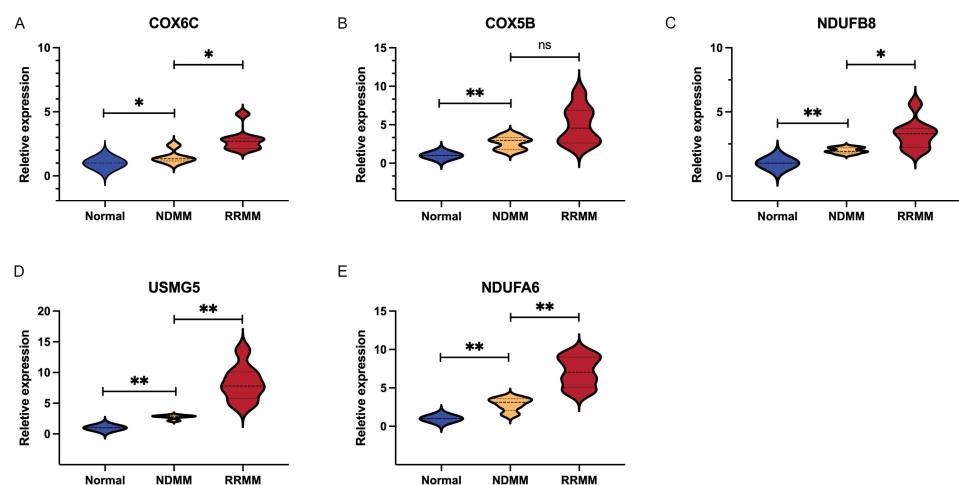 A
COX6C
Reletive expression
10
5
0
*
*
Normal NDMM RRMM
B
COX5B
Reletive expression
15
10
5
0
**
ns
Normal NDMM RRMM
C
NDUFB8
Reletive expression
10
5
0
**
*
Normal NDMM RRMM
D
USMG5
Reletive expression
20
15
10
5
0
**
**
Normal NDMM RRMM
E
NDUFA6
Reletive expression
15
10
5
0
**
**
Normal NDMM RRMM